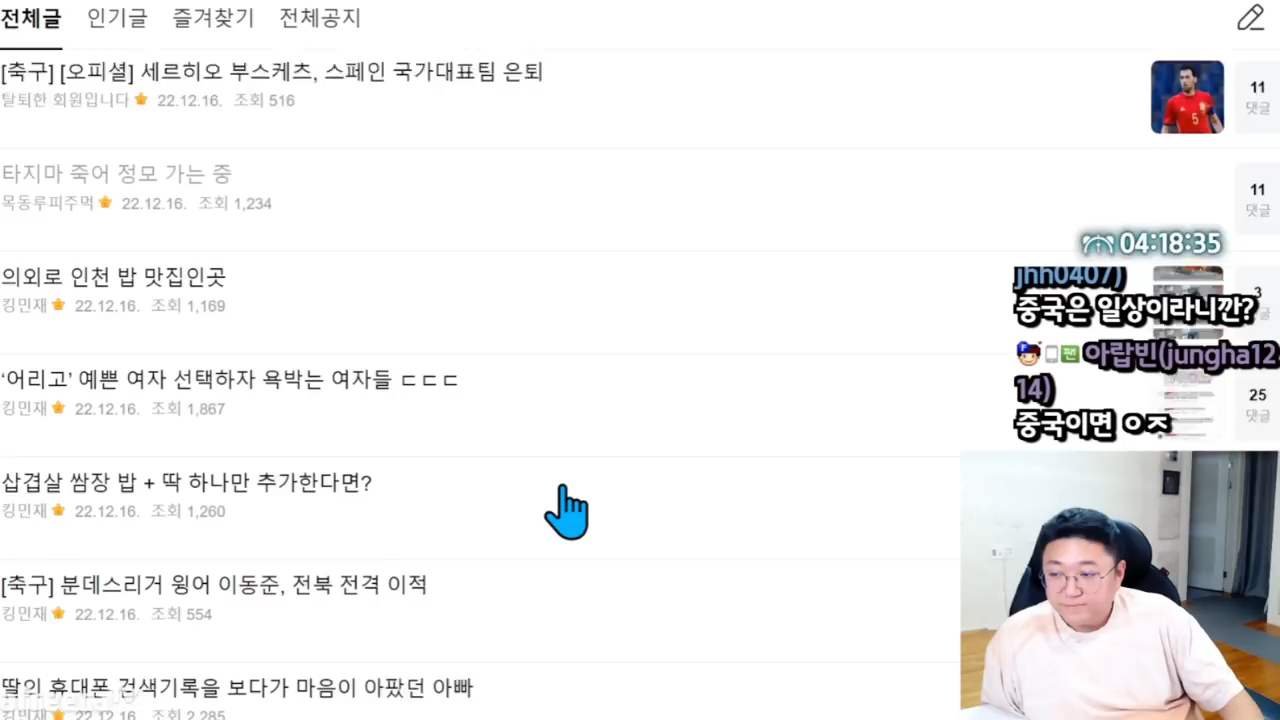 전체글 인기글 즐겨찾기 전체공지
[축구] [오피셜] 세르히오 부스케츠, 스페인 국가대표팀 은퇴
탈퇴한 회원입니다 22.12.16. 조회 516
11
댓글
타지마 죽어 정모 가는 중
목동루피주먹 22.12.16. 조회 1,234
11
댓글
04:18:35
의외로 인천 밥 맛집인곳
킹민재 22.12.16. 조회 1,169
3
jhh0407)
중국은 일상이라니깐?
아랍빈(jungha12
14)
중국이면 ㅇㅈ
'어리고' 예쁜 여자 선택하자 욕박는 여자들 ㄷㄷㄷ
킹민재 22.12.16. 조회 1,867
25
댓글
삼겹살 쌈장 밥 + 딱 하나만 추가한다면?
킹민재 22.12.16. 조회 1,260
[축구] 분데스리거 윙어 이동준, 전북 전격 이적
킹민재 22.12.16. 조회 554
딸의 휴대폰 검색기록을 보다가 마음이 아팠던 아빠
킹민재 22.12.16. 조회 2,285